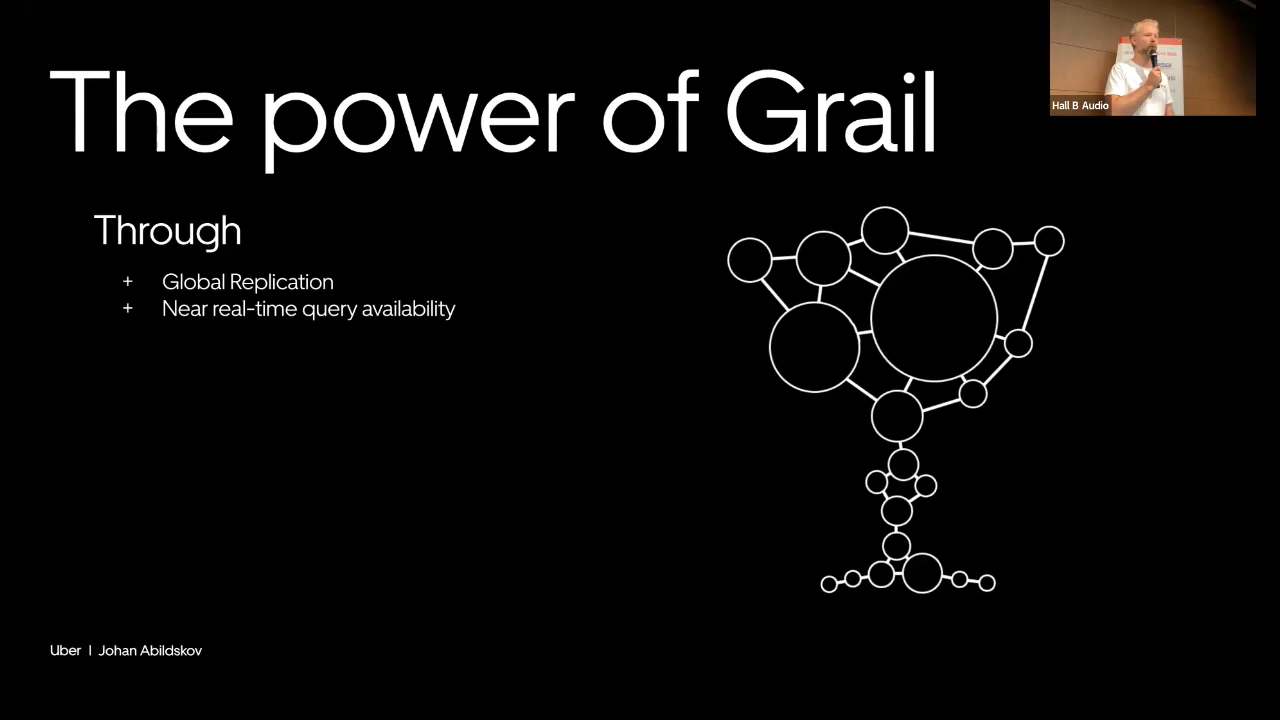 The power of Grail
Hall B Audio
Through
+ Global Replication
+ Near real-time query availability
Uber | Johan Abildskov